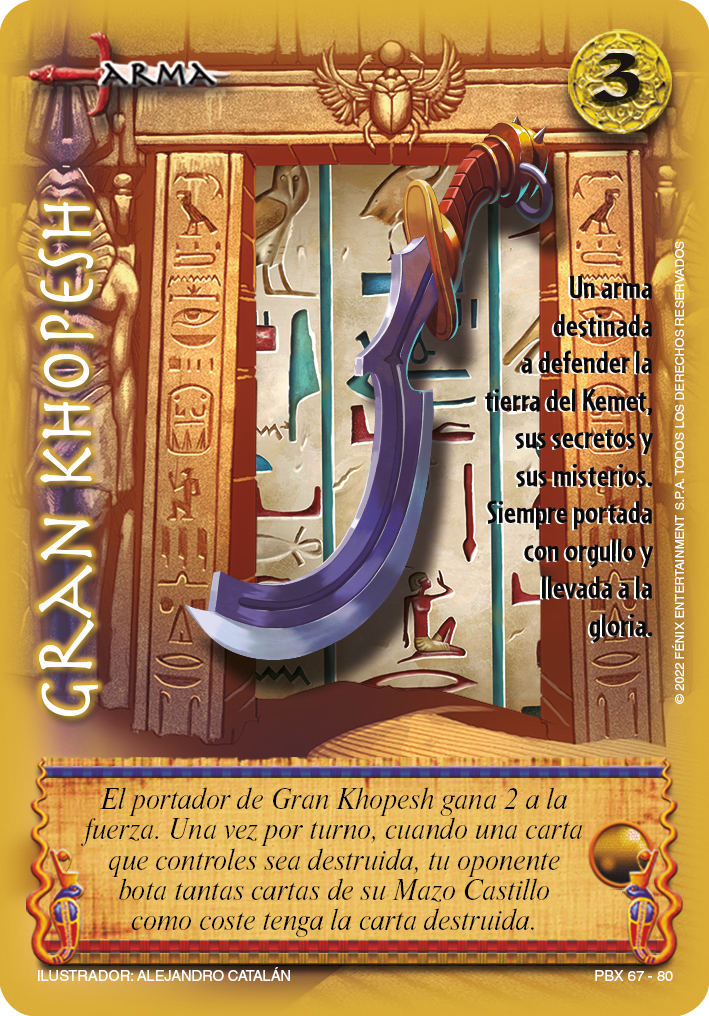 ARMA
3
GRAN KHOPESH
Un arma
destinada
a defender la
tierra del Kemet,
sus secretos y
sus misterios.
Siempre portada
con orgullo y
llevada a la
gloria.
© 2022 FÉNIX ENTERTAINMENT S.P.A. TODOS LOS DERECHOS RESERVADOS
El portador de Gran Khopesh gana 2 a la
fuerza. Una vez por turno, cuando una carta
que controles sea destruida, tu oponente
bota tantas cartas de su Mazo Castillo
como coste tenga la carta destruida.
ILUSTRADOR: ALEJANDRO CATALÁN
PBX 67 - 80